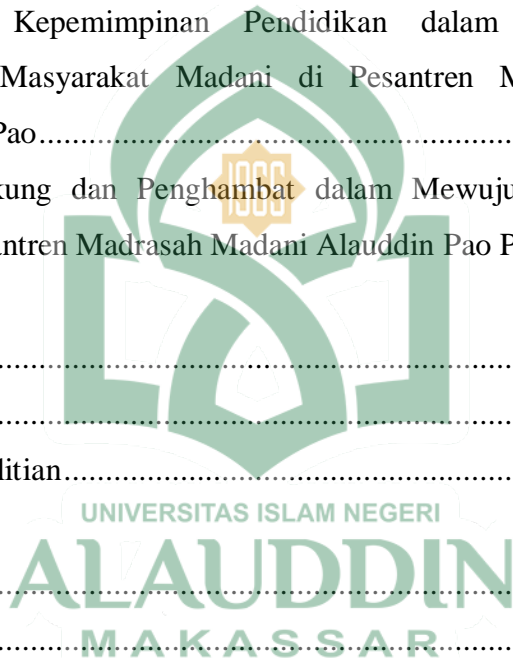 Kepemimpinan Pendidikan dalam
Masyarakat Madani di Pesantren M
Pao..............................................................
kung dan Penghambat dalam Mewuju
ntren Madrasah Madani Alauddin Pao P
..............................................................
..............................................................
litian..............................................................
1965
UNIVERSITAS ISLAM NEGERI
ALAUDDIN
..............................................................
..............................................................
MAKASSAR